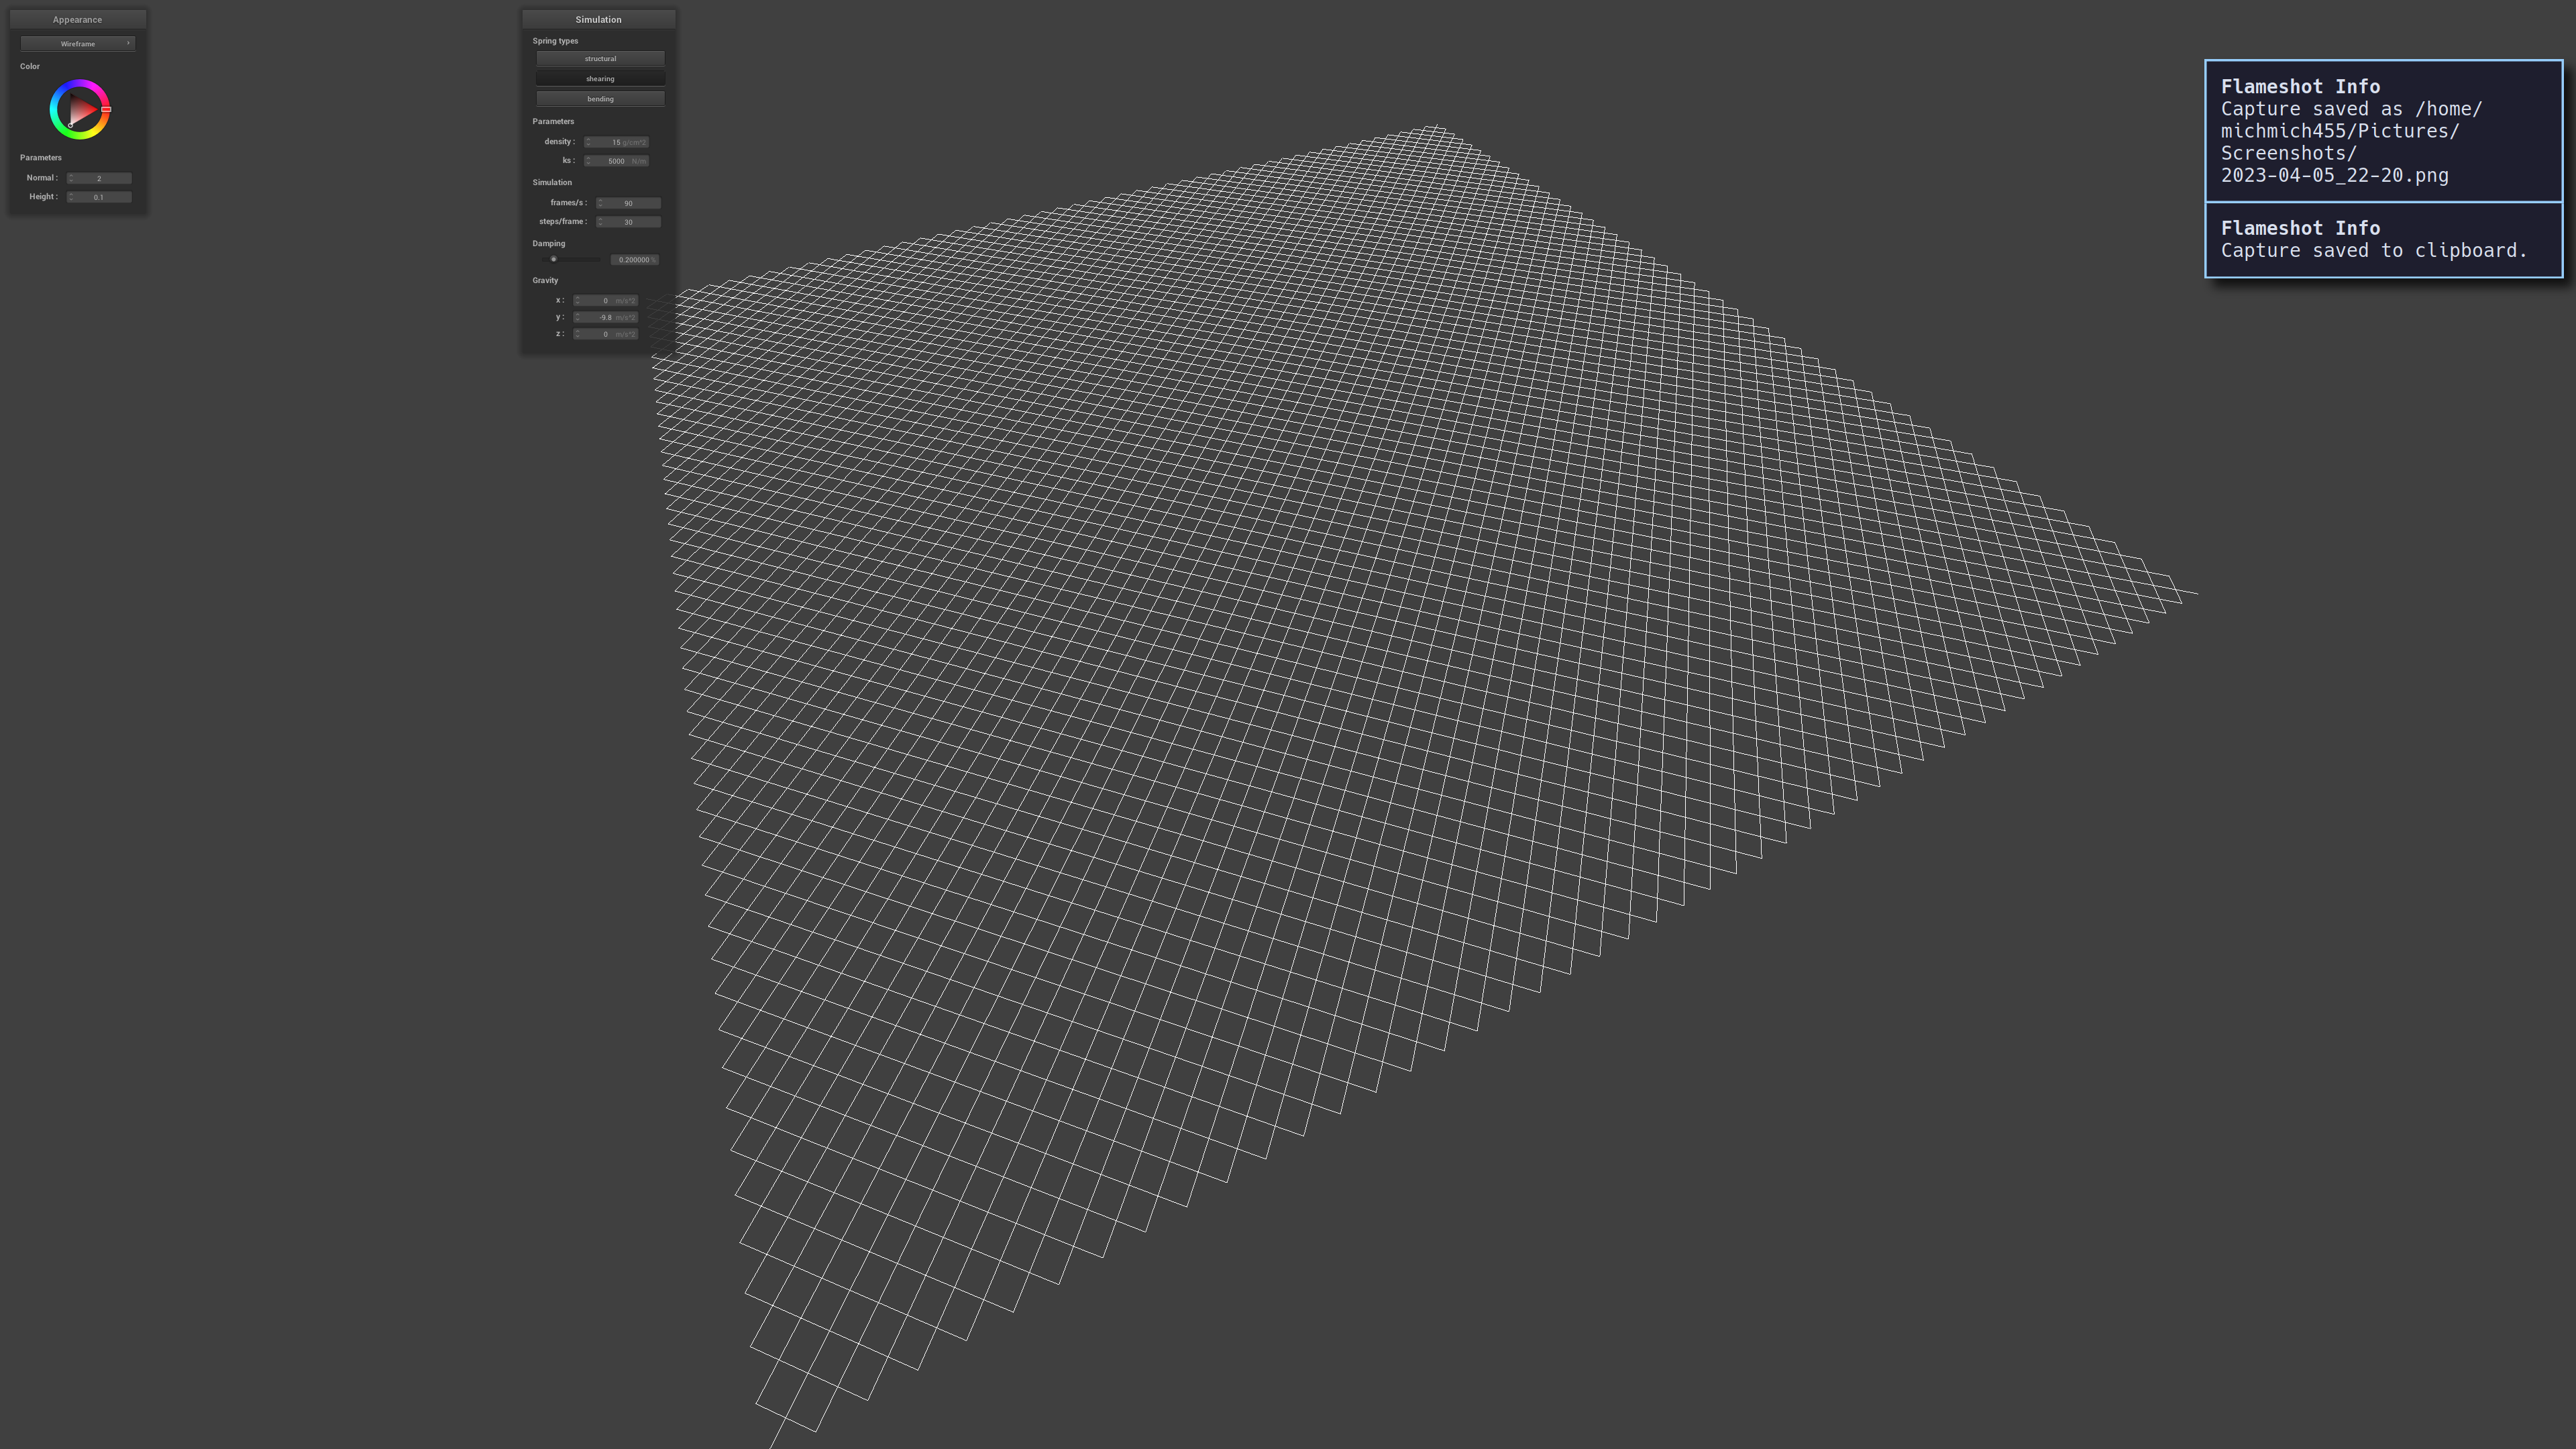 Appearance
Wireframe
Color
Parameters
Normal : 2
Height : 0.1
Simulation
Spring types
structural
shearing
bending
Parameters
density : 15 g/cm^2
ks : 5000 N/m
Simulation
frames/s : 90
steps/frame : 30
Damping
0.200000 %
Gravity
x : 0 m/s^2
y : -9.8 m/s^2
z : 0 m/s^2
Flameshot Info
Capture saved as /home/
michmich455/Pictures/
Screenshots/
2023-04-05_22-20.png
Flameshot Info
Capture saved to clipboard.